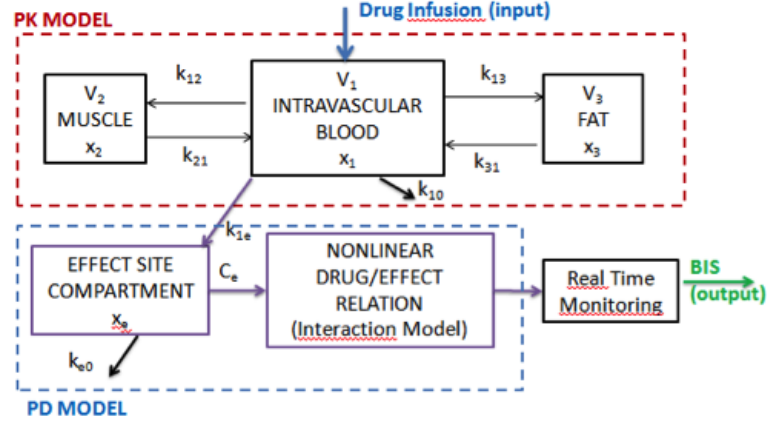 Drug Infusion (input)
PK MODEL
k12
V1
k13
V2
INTRAVASCULAR
V3
MUSCLE
BLOOD
FAT
x2
x1
x3
k21
k31
k10
k1e
EFFECT SITE
COMPARTMENT
xe
Ce
NONLINEAR
DRUG/EFFECT
RELATION
(Interaction Model)
Real Time
Monitoring
BIS
(output)
ke0
PD MODEL